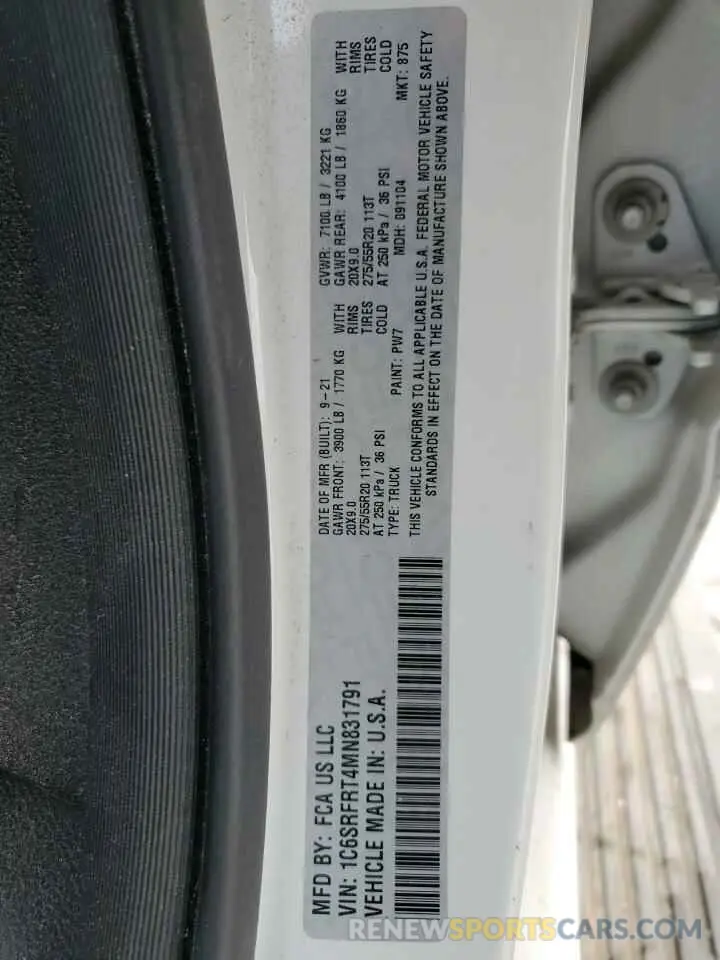 MFD BY: FCA US LLC
VIN: 1C6SRFRT4MN831791
VEHICLE MADE IN: U.S.A.
DATE OF MFR (BUILT): 9-21
GAWR FRONT: 3900 LB / 1770 KG WITH
20X9.0 RIMS
275/55R20 113T TIRES
AT 250 kPa / 36 PSI COLD
TYPE: TRUCK PAINT: PW7
GVWR: 7100 LB / 3221 KG
GAWR REAR: 4100 LB / 1860 KG WITH
20X9.0 RIMS
275/55R20 113T TIRES
AT 250 kPa / 36 PSI COLD
MDH: 091104 MKT: 875
THIS VEHICLE CONFORMS TO ALL APPLICABLE U.S.A. FEDERAL MOTOR VEHICLE SAFETY
STANDARDS IN EFFECT ON THE DATE OF MANUFACTURE SHOWN ABOVE.
RENEWSPORTCARS.COM